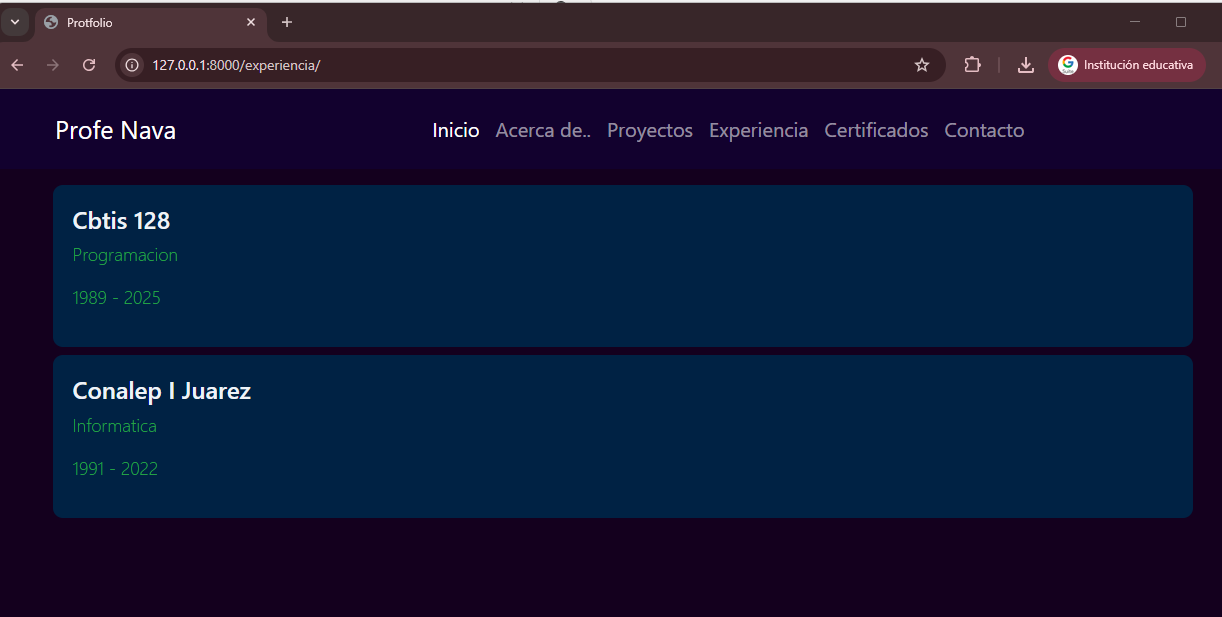 Protfolio
127.0.0.1:8000/experiencia/
Institución educativa
Profe Nava
Inicio Acerca de.. Proyectos Experiencia Certificados Contacto
Cbtis 128
Programacion
1989 - 2025
Conalep I Juarez
Informatica
1991 - 2022